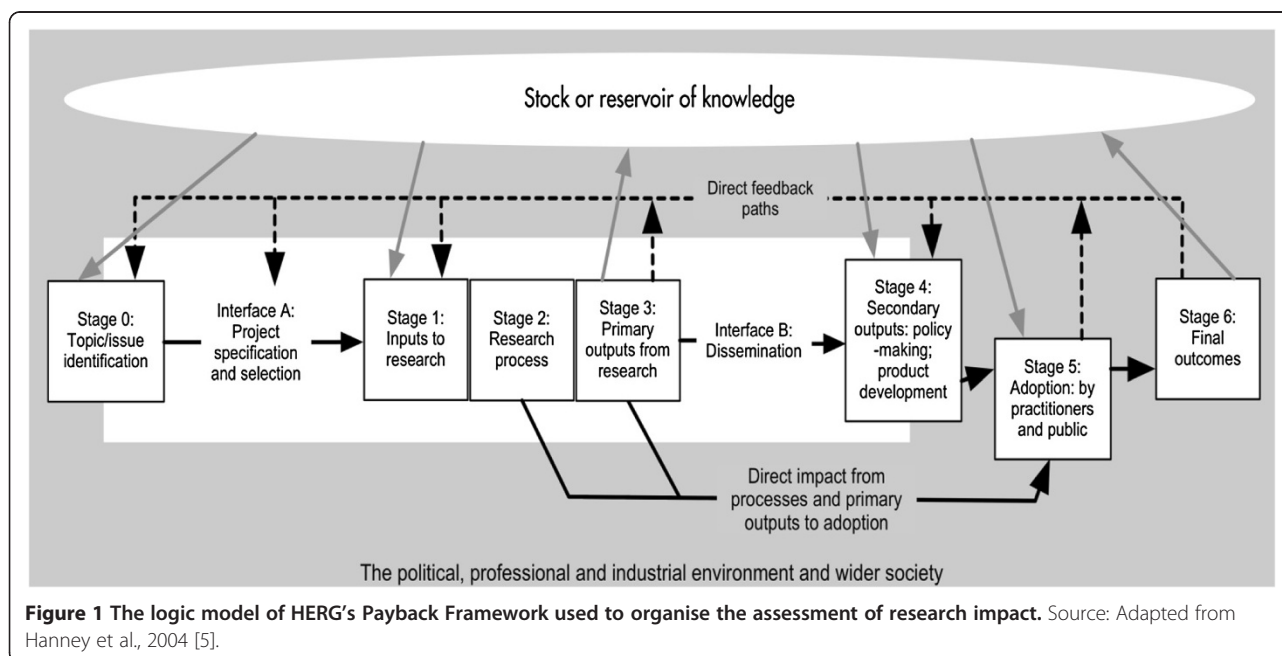 Stock or reservoir of knowledge
Direct feedback
paths
Stage 0:
Topic/issue
identification
Interface A:
Project
specification
and selection
Stage 1:
Inputs to
research
Stage 2:
Research
process
Stage 3:
Primary
outputs from
research
Interface B:
Dissemination
Stage 4:
Secondary
outputs: policy
-making;
product
development
Stage 5:
Adoption: by
practitioners
and public
Stage 6:
Final
outcomes
Direct impact from
processes and primary
outputs to adoption
The political, professional and industrial environment and wider society
Figure 1 The logic model of HERG's Payback Framework used to organise the assessment of research impact. Source: Adapted from
Hanney et al., 2004 [5].